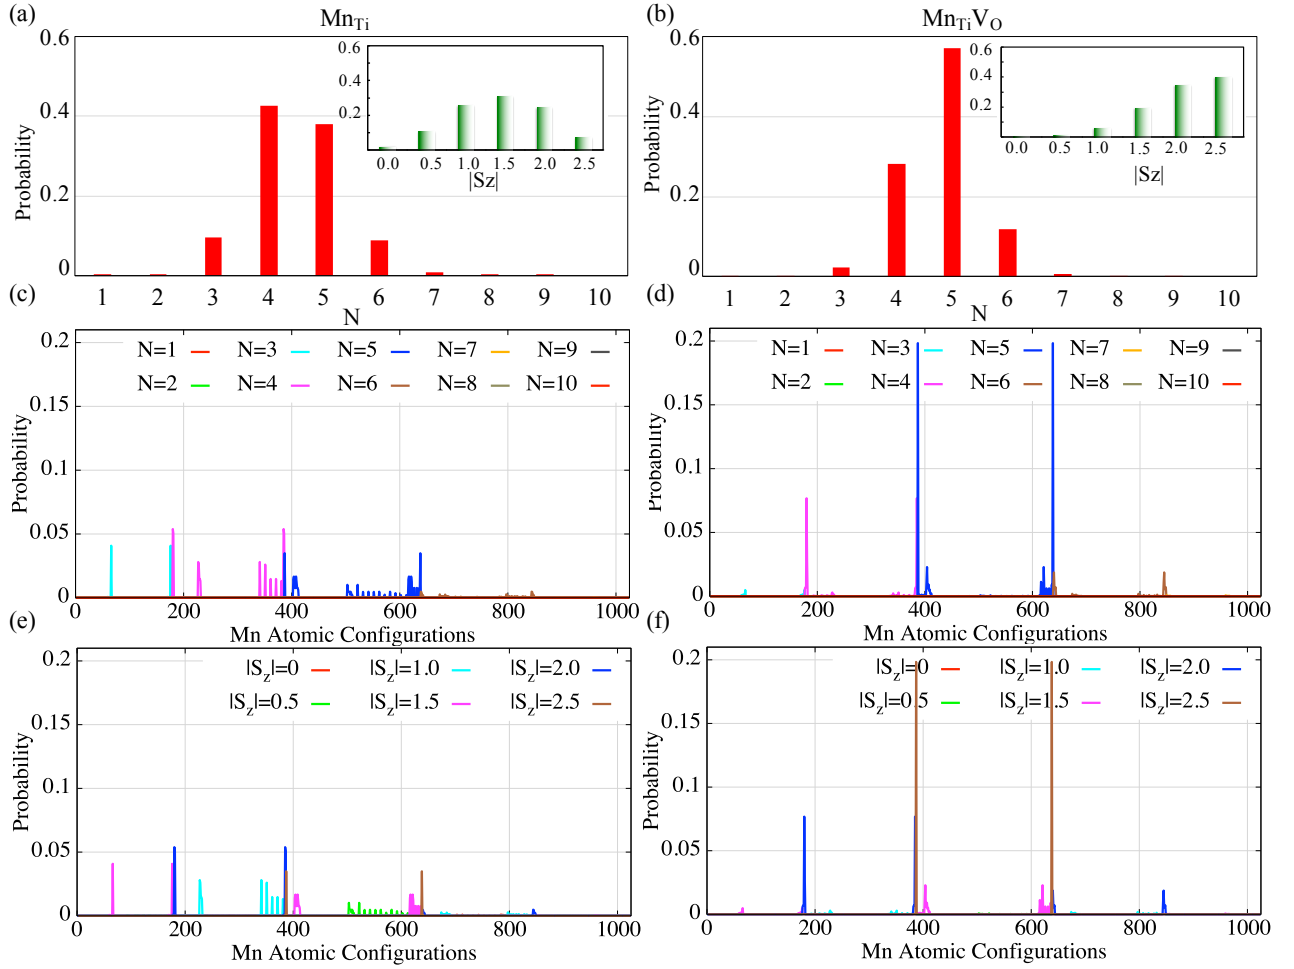 (a) Mn_Ti
0.6
0.4
0.2
0
Probability
0.6
0.4
0.2
0.0 0.5 1.0 1.5 2.0 2.5
|Sz|
1 2 3 4 5 6 7 8 9 10
N
(b) Mn_TiV_O
0.6
0.4
0.2
0
Probability
0.6
0.4
0.2
0.0 0.5 1.0 1.5 2.0 2.5
|Sz|
1 2 3 4 5 6 7 8 9 10
N
(c)
0.2
0.15
0.1
0.05
0
Probability
N=1 N=3 N=5 N=7 N=9
N=2 N=4 N=6 N=8 N=10
0 200 400 600 800 1000
Mn Atomic Configurations
(d)
0.2
0.15
0.1
0.05
0
Probability
N=1 N=3 N=5 N=7 N=9
N=2 N=4 N=6 N=8 N=10
0 200 400 600 800 1000
Mn Atomic Configurations
(e)
0.2
0.15
0.1
0.05
0
Probability
|S_z|=0 |S_z|=1.0 |S_z|=2.0
|S_z|=0.5 |S_z|=1.5 |S_z|=2.5
0 200 400 600 800 1000
Mn Atomic Configurations
(f)
0.2
0.15
0.1
0.05
0
Probability
|S_z|=0 |S_z|=1.0 |S_z|=2.0
|S_z|=0.5 |S_z|=1.5 |S_z|=2.5
0 200 400 600 800 1000
Mn Atomic Configurations